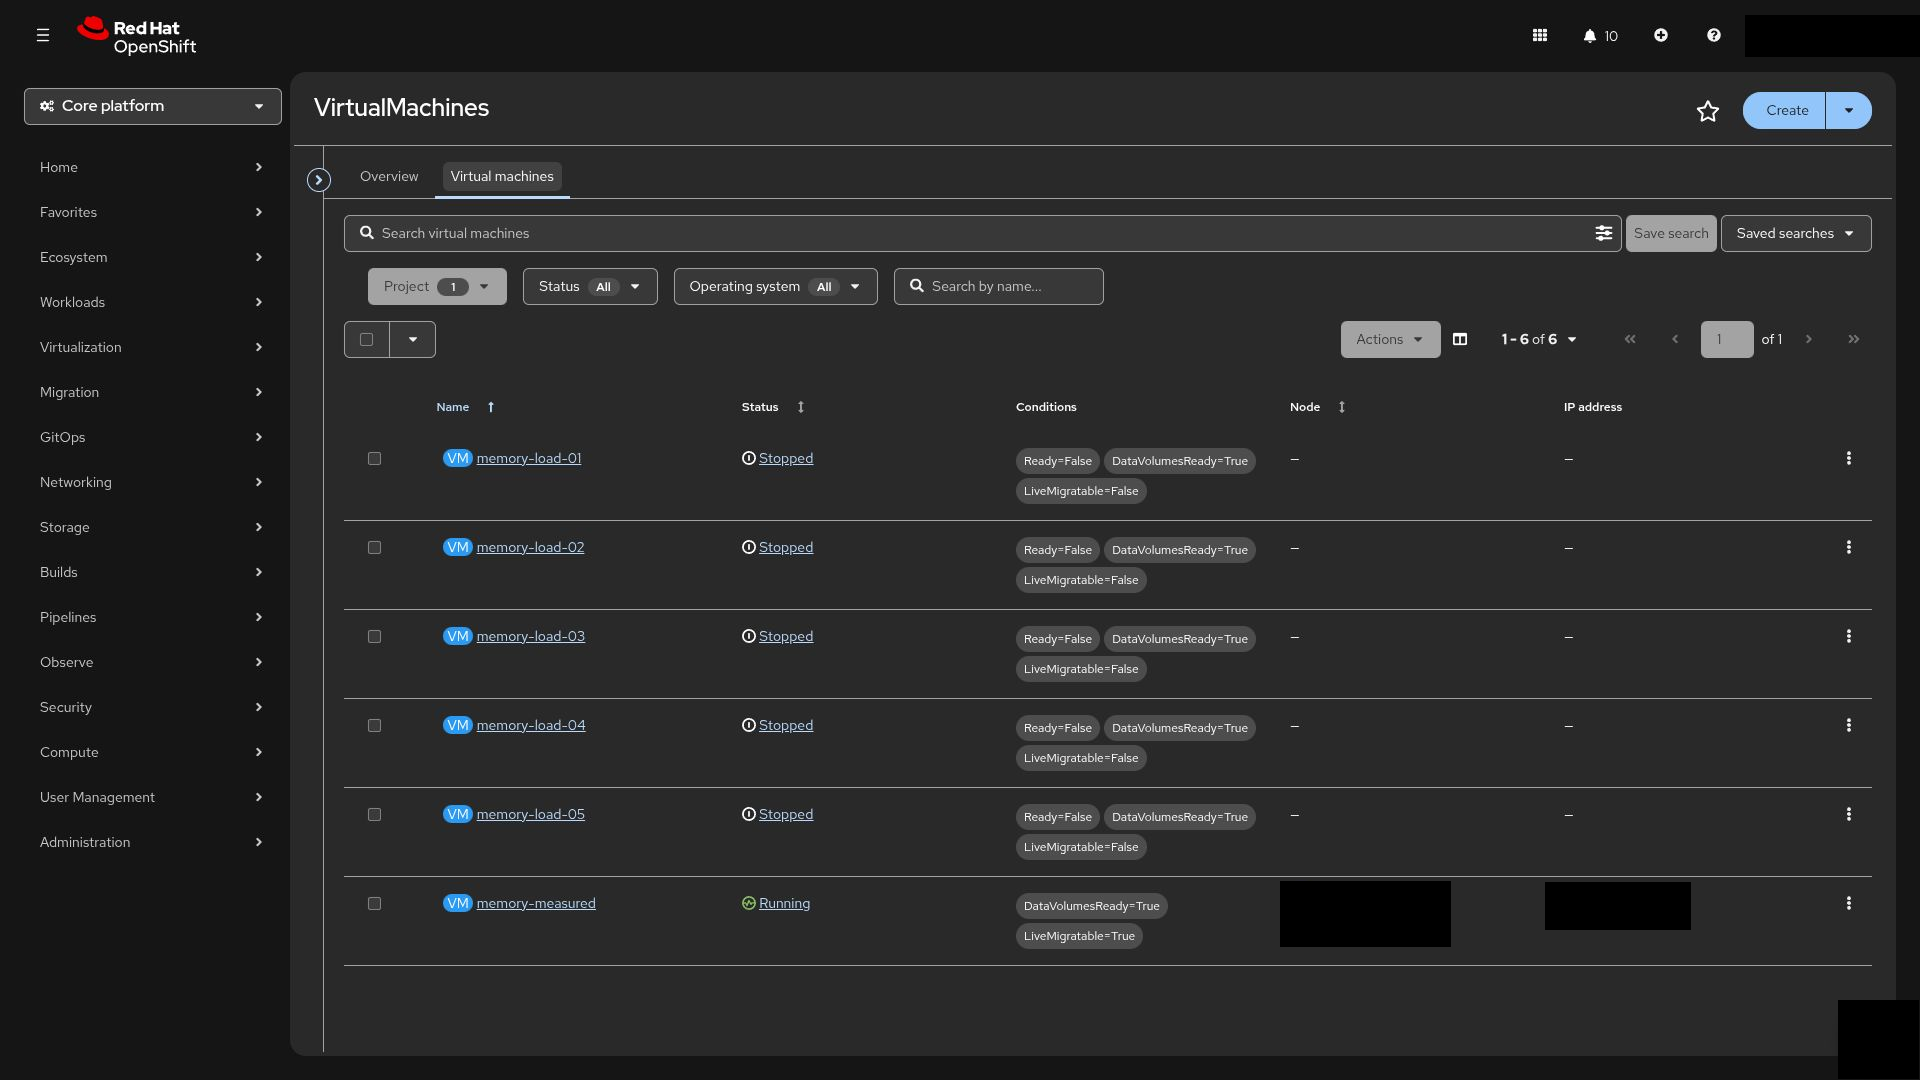 Red Hat
OpenShift
10
Core platform
Home
Favorites
Ecosystem
Workloads
Virtualization
Migration
GitOps
Networking
Storage
Builds
Pipelines
Observe
Security
Compute
User Management
Administration
VirtualMachines
Create
Overview Virtual machines
Search virtual machines Save search Saved searches
Project 1 Status All Operating system All Search by name...
Actions 1 - 6 of 6 1 of 1
Name Status Conditions Node IP address
VM memory-load-01 Stopped Ready=False DataVolumesReady=True – –
LiveMigratable=False
VM memory-load-02 Stopped Ready=False DataVolumesReady=True – –
LiveMigratable=False
VM memory-load-03 Stopped Ready=False DataVolumesReady=True – –
LiveMigratable=False
VM memory-load-04 Stopped Ready=False DataVolumesReady=True – –
LiveMigratable=False
VM memory-load-05 Stopped Ready=False DataVolumesReady=True – –
LiveMigratable=False
VM memory-measured Running DataVolumesReady=True
LiveMigratable=True